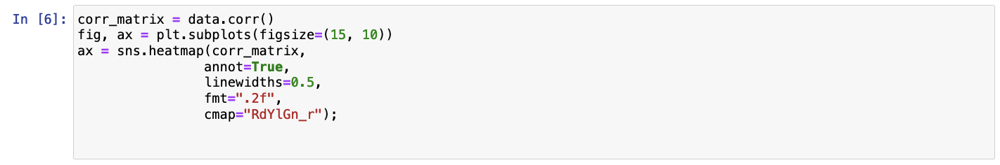 In [6]: corr_matrix = data.corr()
fig, ax = plt.subplots(figsize=(15, 10))
ax = sns.heatmap(corr_matrix,
                annot=True,
                linewidths=0.5,
                fmt=".2f",
                cmap="RdYlGn_r");